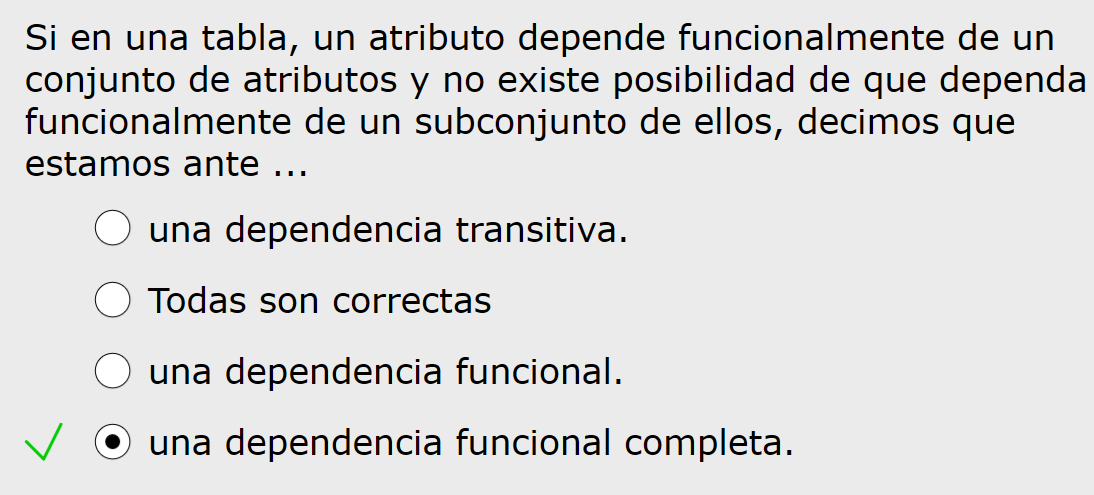 Si en una tabla, un atributo depende funcionalmente de un
conjunto de atributos y no existe posibilidad de que dependa
funcionalmente de un subconjunto de ellos, decimos que
estamos ante ...
una dependencia transitiva.
Todas son correctas
una dependencia funcional.
una dependencia funcional completa.